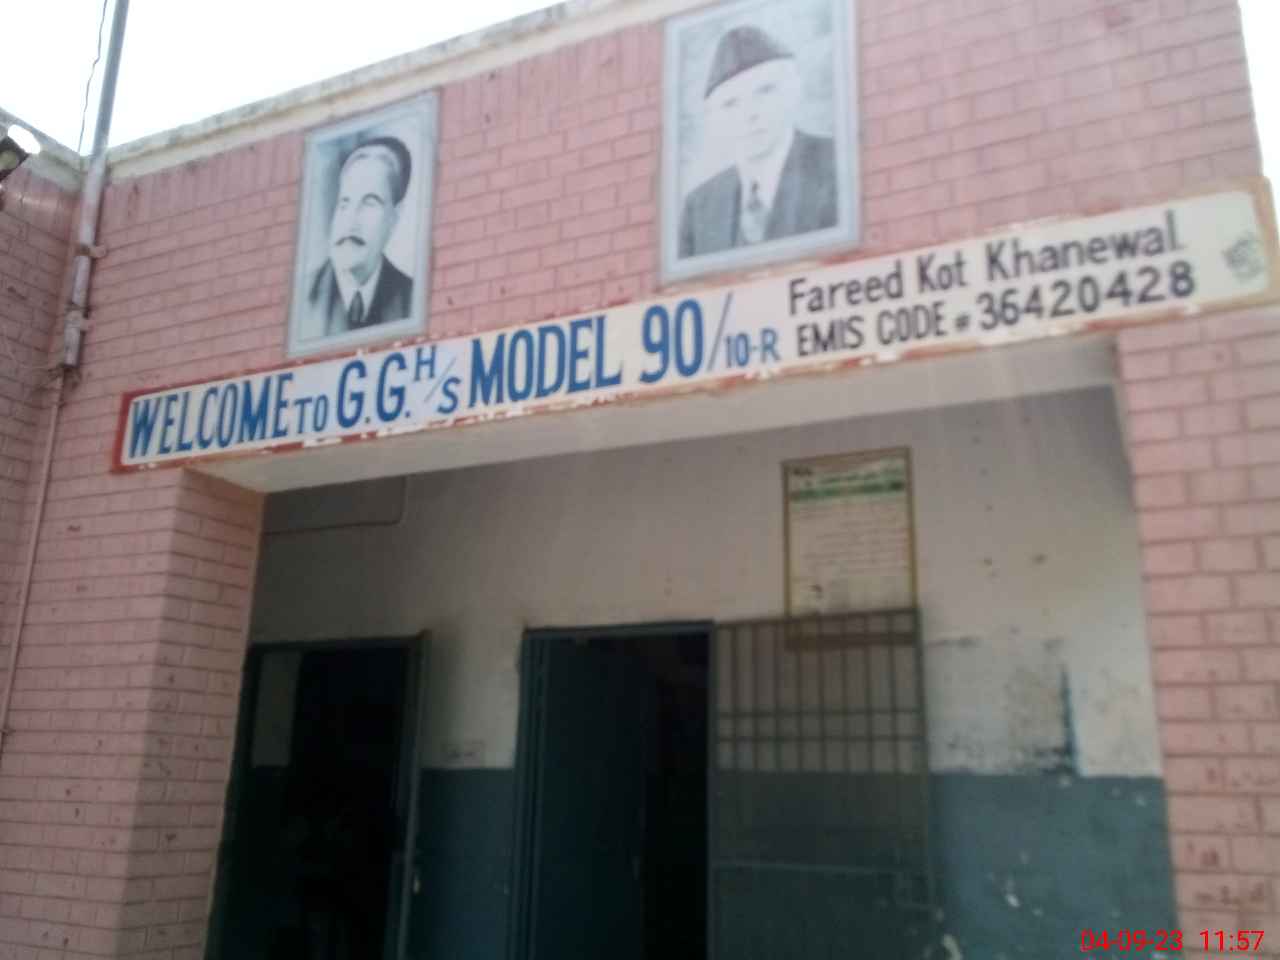 WELCOME TO G.G.H/S MODEL 90/10-R
Fareed Kot Khanewal
EMIS CODE # 36420428
04-09-23 11:57